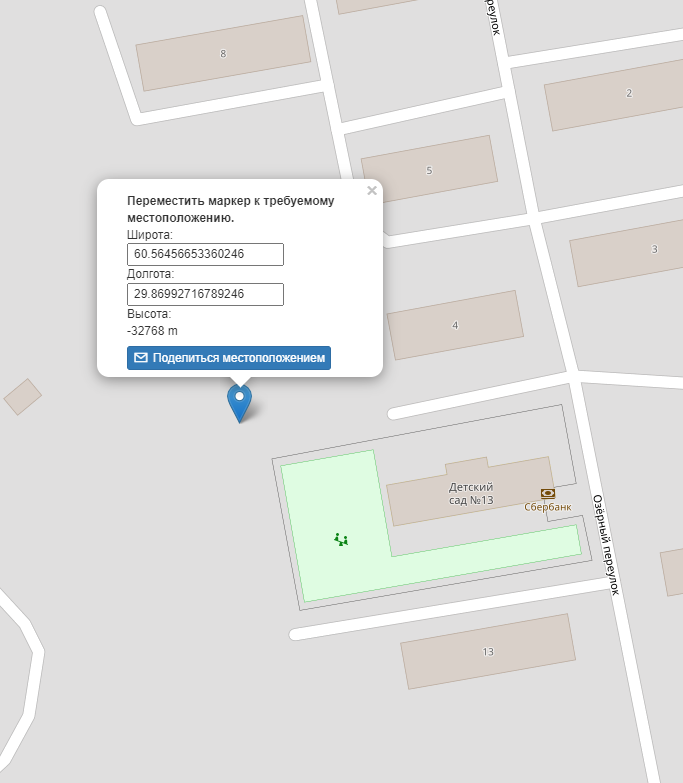 реулок
8
2
5
Переместить маркер к требуемому
местоположению.
×
Широта:
60.56456653360246
Долгота:
29.86992716789246
Высота:
-32768 m
Поделиться местоположением
3
4
Детский
сад №13
Сбербанк
Озёрный переулок
13